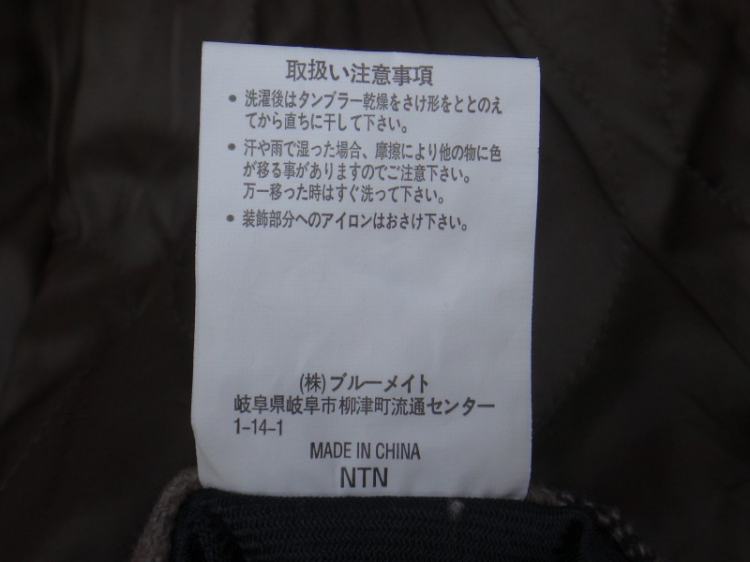 取扱い注意事項
• 洗濯後はタンブラー乾燥をさけ形をととのえ
てから直ちに干して下さい。
• 汗や雨で湿った場合、摩擦により他の物に色
が移る事がありますのでご注意下さい。
万一移った時はすぐ洗って下さい。
• 装飾部分へのアイロンはおさけ下さい。
(株)ブルーメイト
岐阜県岐阜市柳津町流通センター
1-14-1
MADE IN CHINA
NTN